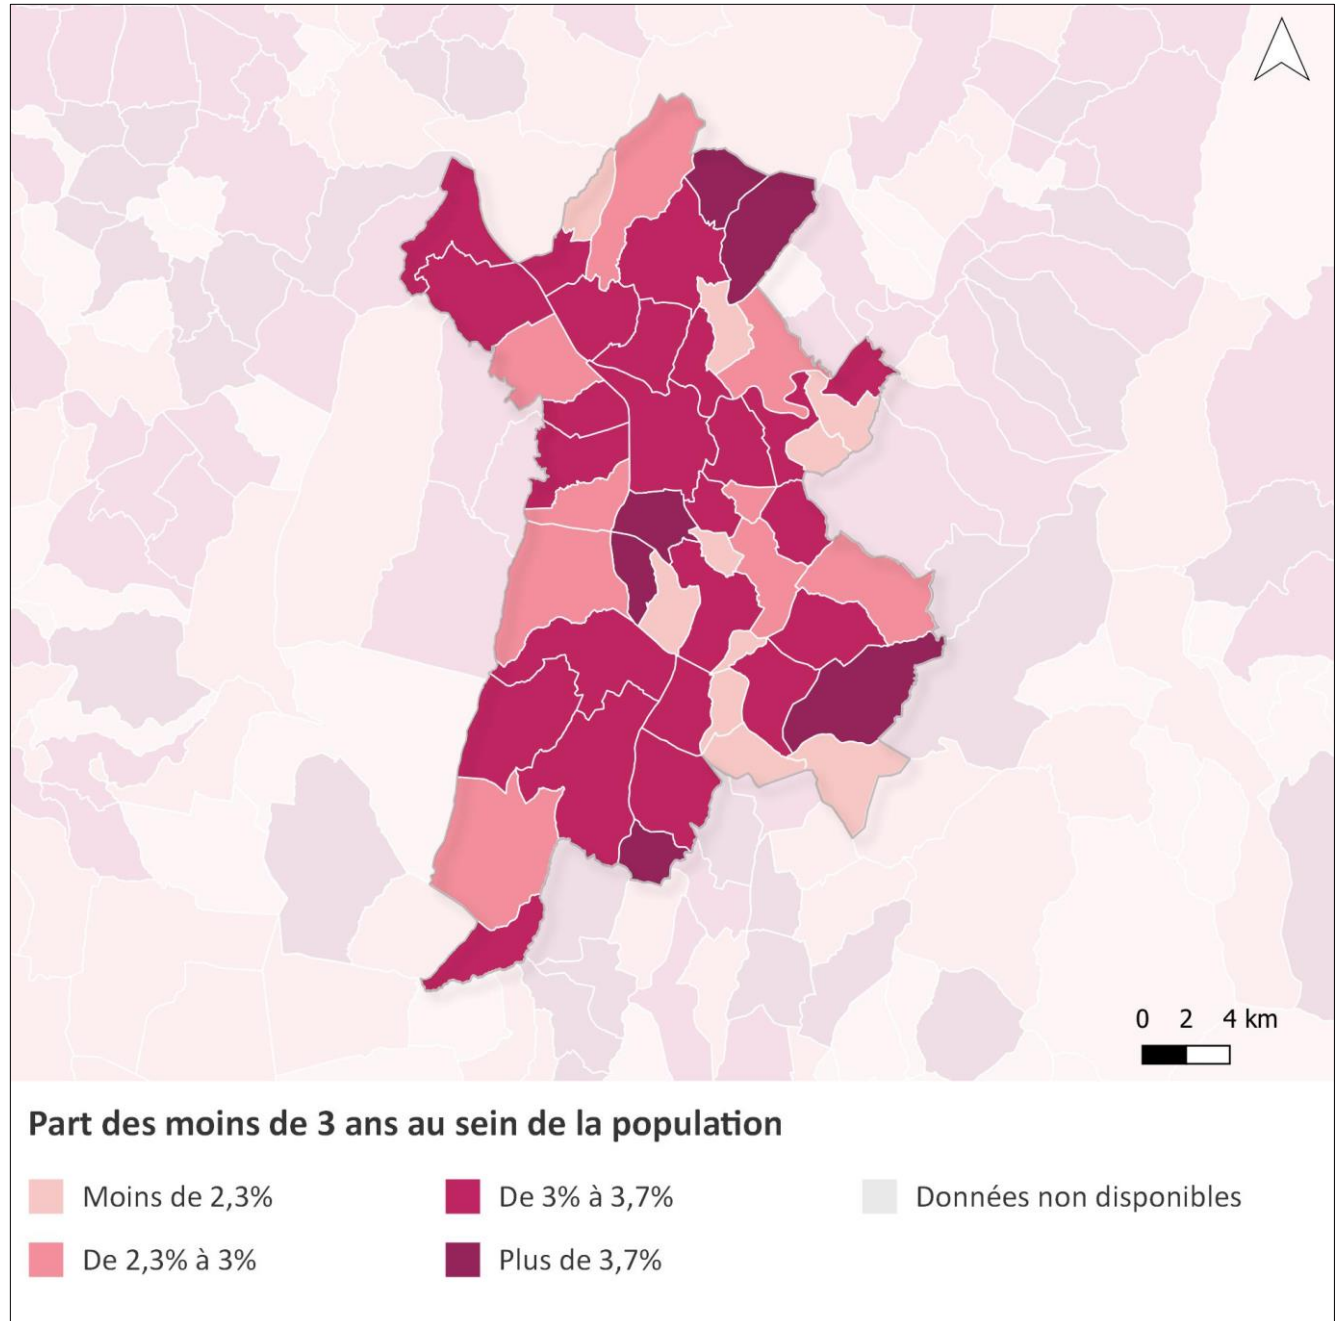 0 2 4 km
Part des moins de 3 ans au sein de la population
Moins de 2,3%
De 3% à 3,7%
Données non disponibles
De 2,3% à 3%
Plus de 3,7%